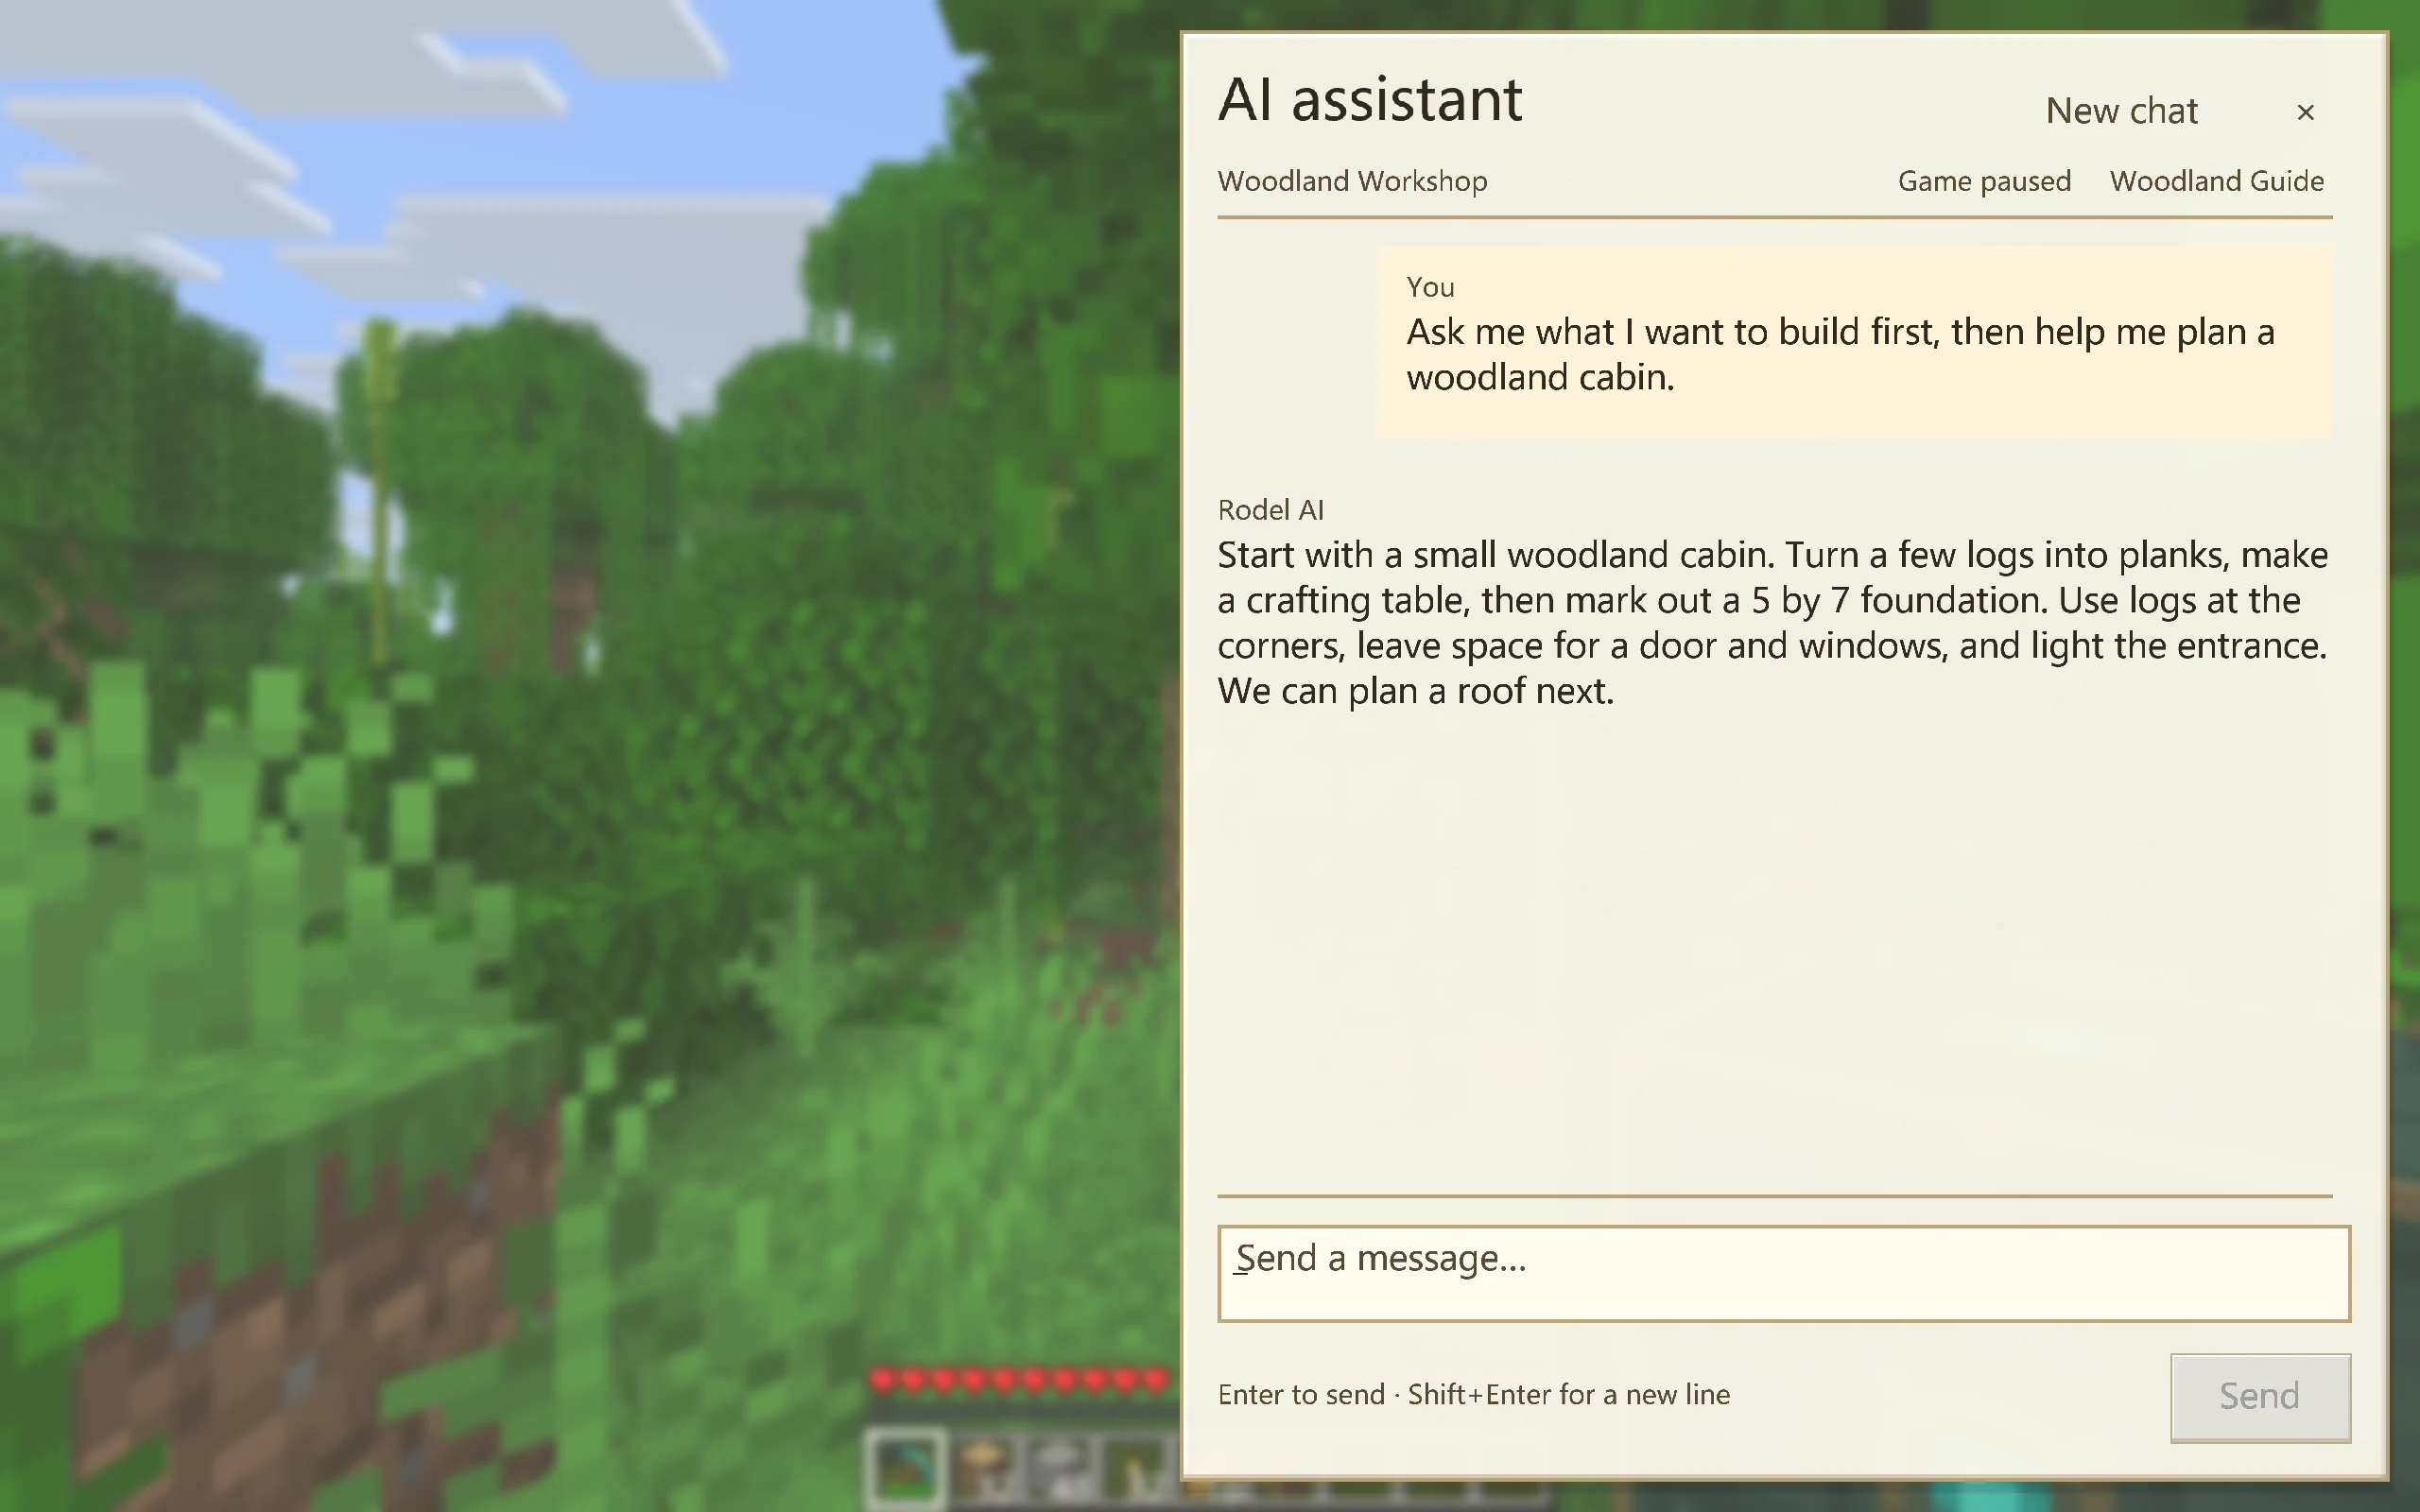 AI assistant
New chat ×
Woodland Workshop
Game paused Woodland Guide
You
Ask me what I want to build first, then help me plan a
woodland cabin.
Rodel AI
Start with a small woodland cabin. Turn a few logs into planks, make
a crafting table, then mark out a 5 by 7 foundation. Use logs at the
corners, leave space for a door and windows, and light the entrance.
We can plan a roof next.
Send a message...
Enter to send · Shift+Enter for a new line
Send